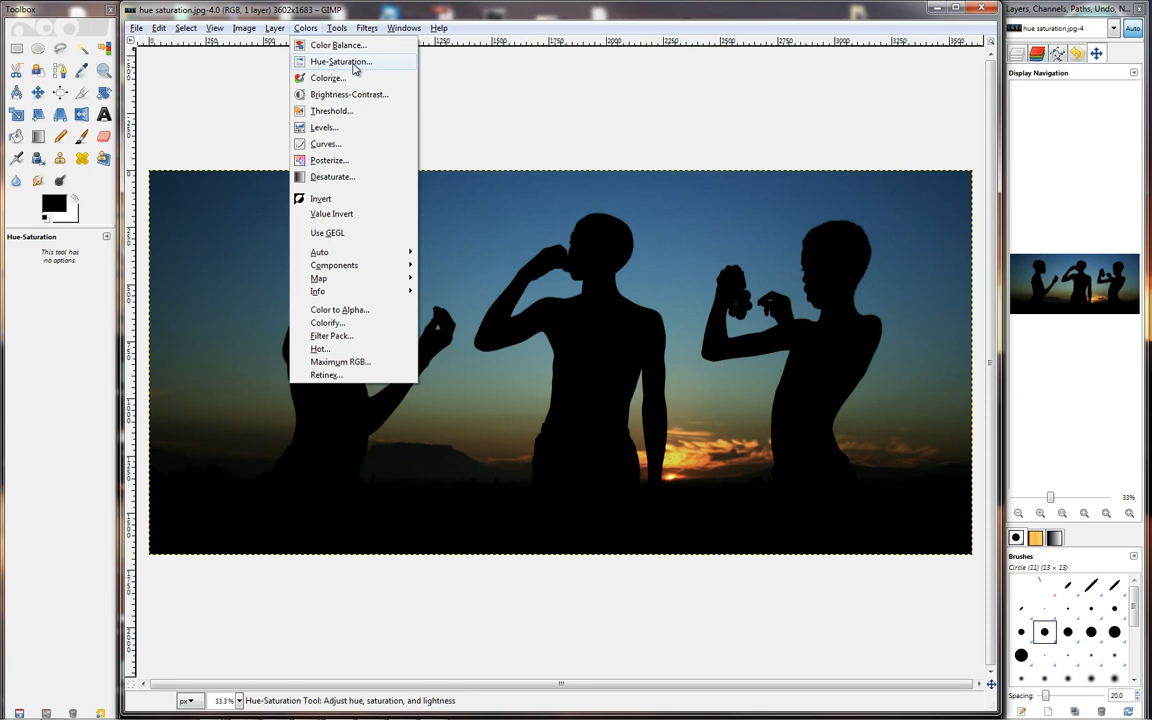 Toolbox
hue saturation.jpg-4.0 (RGB, 1 layer) 3602x1683 – GIMP
Layers, Channels, Paths, Undo, N...
File Edit Select View Image Layer Colors Tools Filters Windows Help
hue saturation.jpg-4
Auto
Color Balance...
Hue-Saturation...
Colorize...
Brightness-Contrast...
Threshold...
Levels...
Curves...
Posterize...
Desaturate...
Invert
Value Invert
Use GEGL
Auto
Components
Map
Info
Color to Alpha...
Colorify...
Filter Pack...
Hot...
Maximum RGB...
Retinex...
Display Navigation
Hue-Saturation
This tool has
no options.
33%
Brushes
Circle (11) (13 × 13)
Spacing: 20.0
px 33.3 % Hue-Saturation Tool: Adjust hue, saturation, and lightness